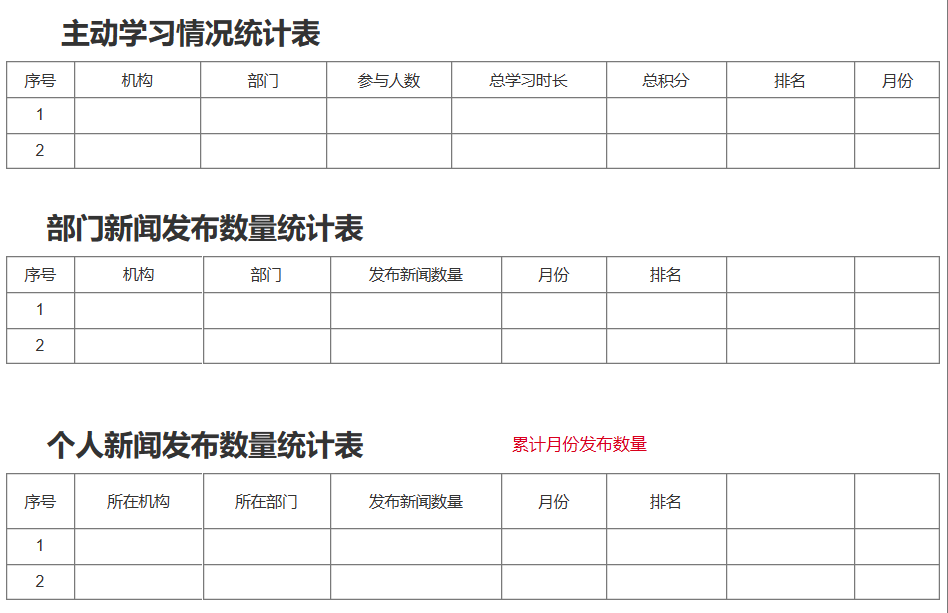 主动学习情况统计表
序号 机构 部门 参与人数 总学习时长 总积分 排名 月份
1
2
部门新闻发布数量统计表
序号 机构 部门 发布新闻数量 月份 排名
1
2
个人新闻发布数量统计表 累计月份发布数量
序号 所在机构 所在部门 发布新闻数量 月份 排名
1
2